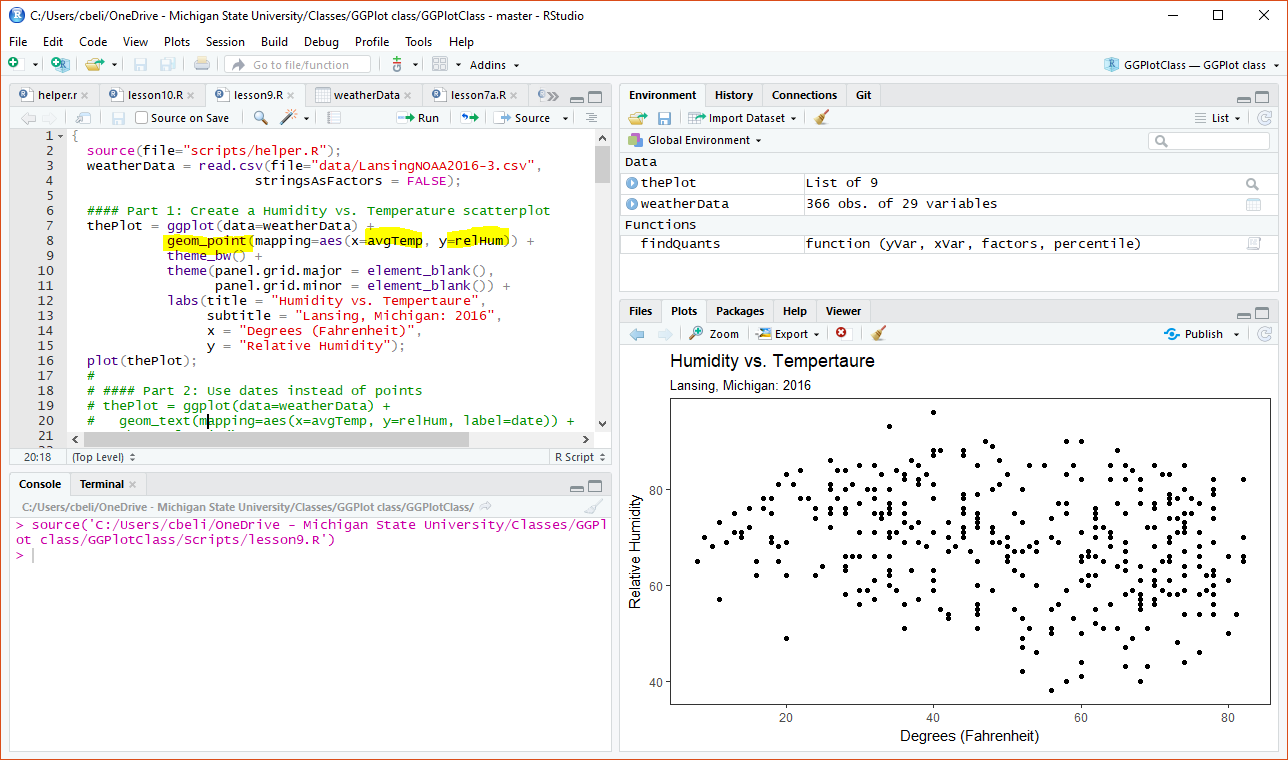 C:/Users/cbeli/OneDrive - Michigan State University/Classes/GGPlot class/GGPlotClass - master - RStudio
File Edit Code View Plots Session Build Debug Profile Tools Help
Go to file/function Addins GGPlotClass — GGPlot class
helper.r lesson10.R lesson9.R weatherData lesson7a.R
Source on Save Run Source
1 {
2 source(file="scripts/helper.R");
3 weatherData = read.csv(file="data/LansingNOAA2016-3.csv",
4 stringsAsFactors = FALSE);
5
6 #### Part 1: Create a Humidity vs. Temperature scatterplot
7 thePlot = ggplot(data=weatherData) +
8 geom_point(mapping=aes(x=avgTemp, y=relHum)) +
9 theme_bw() +
10 theme(panel.grid.major = element_blank(),
11 panel.grid.minor = element_blank()) +
12 labs(title = "Humidity vs. Tempertaure",
13 subtitle = "Lansing, Michigan: 2016",
14 x = "Degrees (Fahrenheit)",
15 y = "Relative Humidity");
16 plot(thePlot);
17 #
18 # #### Part 2: Use dates instead of points
19 # thePlot = ggplot(data=weatherData) +
20 # geom_text(mapping=aes(x=avgTemp, y=relHum, label=date)) +
21
20:18 (Top Level) R Script
Console Terminal
C:/Users/cbeli/OneDrive - Michigan State University/Classes/GGPlot class/GGPlotClass/
> source('C:/Users/cbeli/OneDrive - Michigan State University/Classes/GGPl
ot class/GGPlotClass/Scripts/lesson9.R')
>
Environment History Connections Git
Import Dataset List
Global Environment
Data
thePlot List of 9
weatherData 366 obs. of 29 variables
Functions
findQuants function (yVar, xVar, factors, percentile)
Files Plots Packages Help Viewer
Zoom Export Publish
Humidity vs. Tempertaure
Lansing, Michigan: 2016
Relative Humidity
80
60
40
20 40 60 80
Degrees (Fahrenheit)